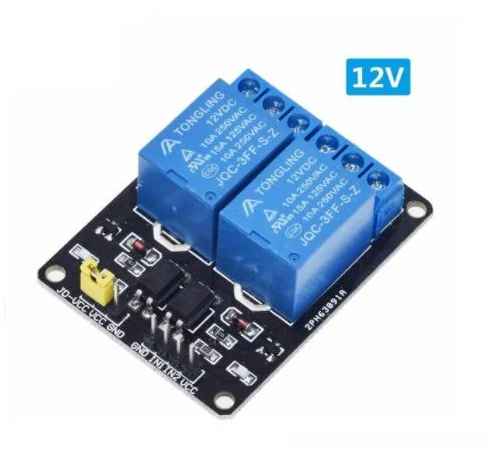 12V
TONGLING
12VDC
10A 250VAC
15A 125VAC
10A 250VAC
JQC-3FF-S-Z
TONGLING
12VDC
10A 250VAC
15A 125VAC
10A 250VAC
JQC-3FF-S-Z
2PH63091A
JD-VCC VCC GND
GND IN1 IN2 VCC